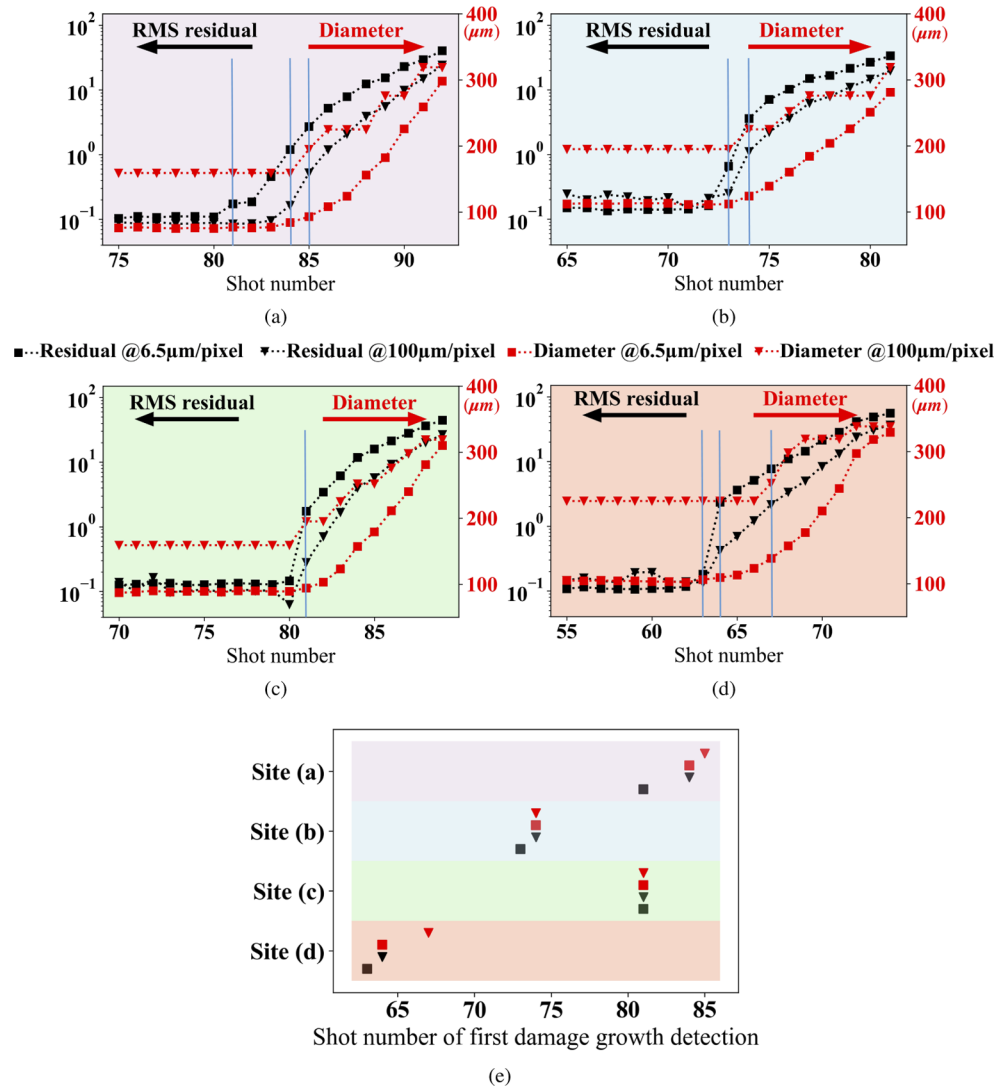 RMS residual Diameter
10² 10¹ 10⁰ 10⁻¹
400 (μm) 300 200 100
75 80 85 90
Shot number
(a)
RMS residual Diameter
10² 10¹ 10⁰ 10⁻¹
400 (μm) 300 200 100
65 70 75 80
Shot number
(b)
Residual @6.5μm/pixel Residual @100μm/pixel Diameter @6.5μm/pixel Diameter @100μm/pixel
RMS residual Diameter
10² 10¹ 10⁰ 10⁻¹
400 (μm) 300 200 100
70 75 80 85
Shot number
(c)
RMS residual Diameter
10² 10¹ 10⁰ 10⁻¹
400 (μm) 300 200 100
55 60 65 70
Shot number
(d)
Site (a)
Site (b)
Site (c)
Site (d)
65 70 75 80 85
Shot number of first damage growth detection
(e)